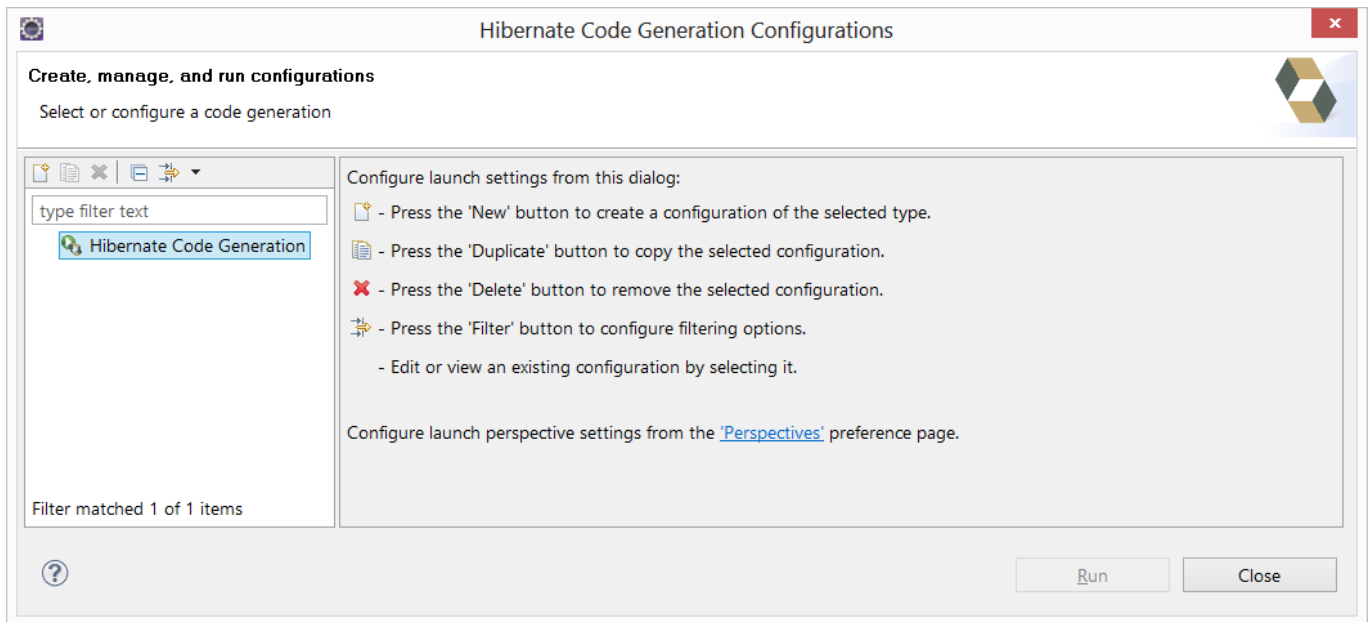 Hibernate Code Generation Configurations
Create, manage, and run configurations
Select or configure a code generation
type filter text
Hibernate Code Generation
Filter matched 1 of 1 items
Configure launch settings from this dialog:
- Press the 'New' button to create a configuration of the selected type.
- Press the 'Duplicate' button to copy the selected configuration.
- Press the 'Delete' button to remove the selected configuration.
- Press the 'Filter' button to configure filtering options.
- Edit or view an existing configuration by selecting it.
Configure launch perspective settings from the 'Perspectives' preference page.
Run
Close